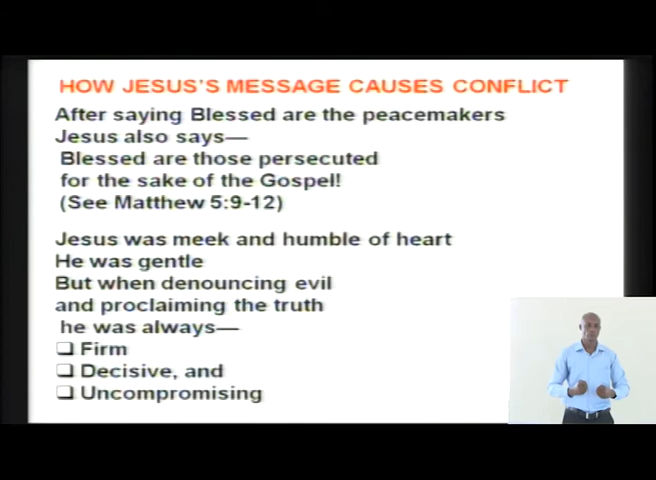 HOW JESUS'S MESSAGE CAUSES CONFLICT
After saying Blessed are the peacemakers
Jesus also says—
Blessed are those persecuted
for the sake of the Gospel!
(See Matthew 5:9-12)
Jesus was meek and humble of heart
He was gentle
But when denouncing evil
and proclaiming the truth
he was always—
❑ Firm
❑ Decisive, and
❑ Uncompromising